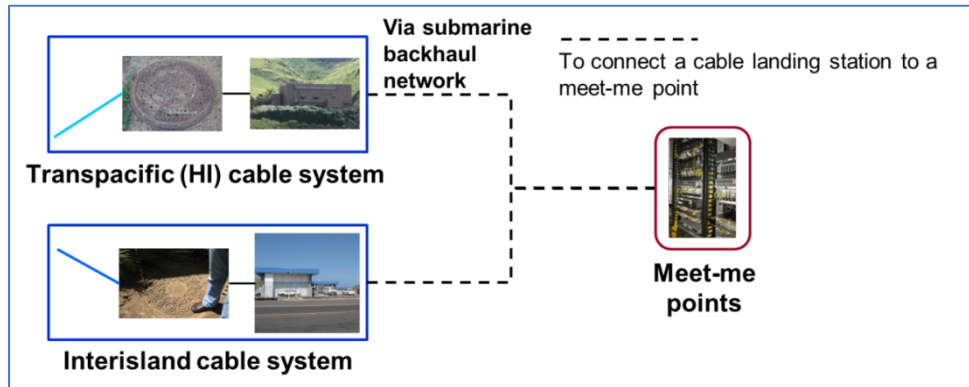 Via submarine
backhaul
network
To connect a cable landing station to a
meet-me point
Transpacific (HI) cable system
Meet-me
points
Interisland cable system